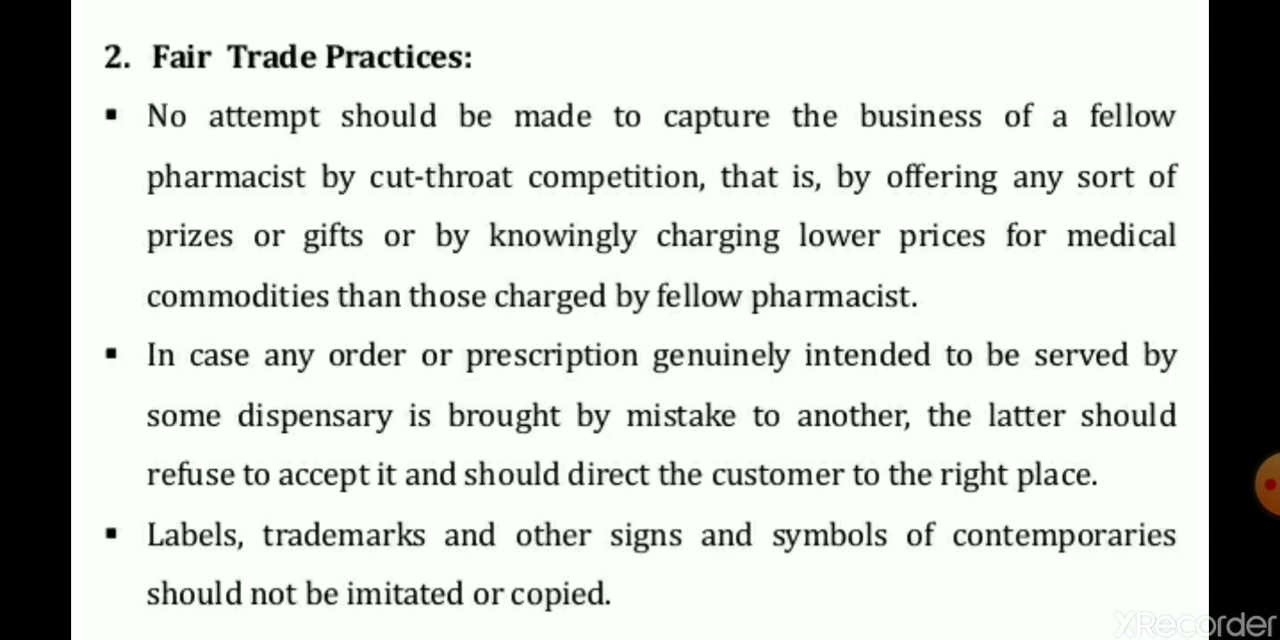 2. Fair Trade Practices:
▪ No attempt should be made to capture the business of a fellow
pharmacist by cut-throat competition, that is, by offering any sort of
prizes or gifts or by knowingly charging lower prices for medical
commodities than those charged by fellow pharmacist.
▪ In case any order or prescription genuinely intended to be served by
some dispensary is brought by mistake to another, the latter should
refuse to accept it and should direct the customer to the right place.
▪ Labels, trademarks and other signs and symbols of contemporaries
should not be imitated or copied.
XRecorder